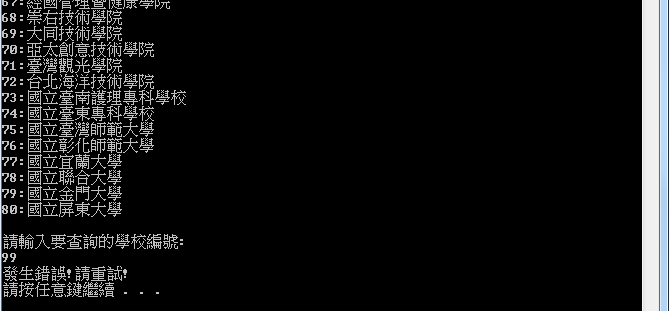 67:經國管理暨健康學院
68:崇右技術學院
69:大同技術學院
70:亞太創意技術學院
71:臺灣觀光學院
72:台北海洋技術學院
73:國立臺南護理專科學校
74:國立臺東專科學校
75:國立臺灣師範大學
76:國立彰化師範大學
77:國立宜蘭大學
78:國立聯合大學
79:國立金門大學
80:國立屏東大學
請輸入要查詢的學校編號:
99
發生錯誤!請重試!
請按任意鍵繼續 . . .